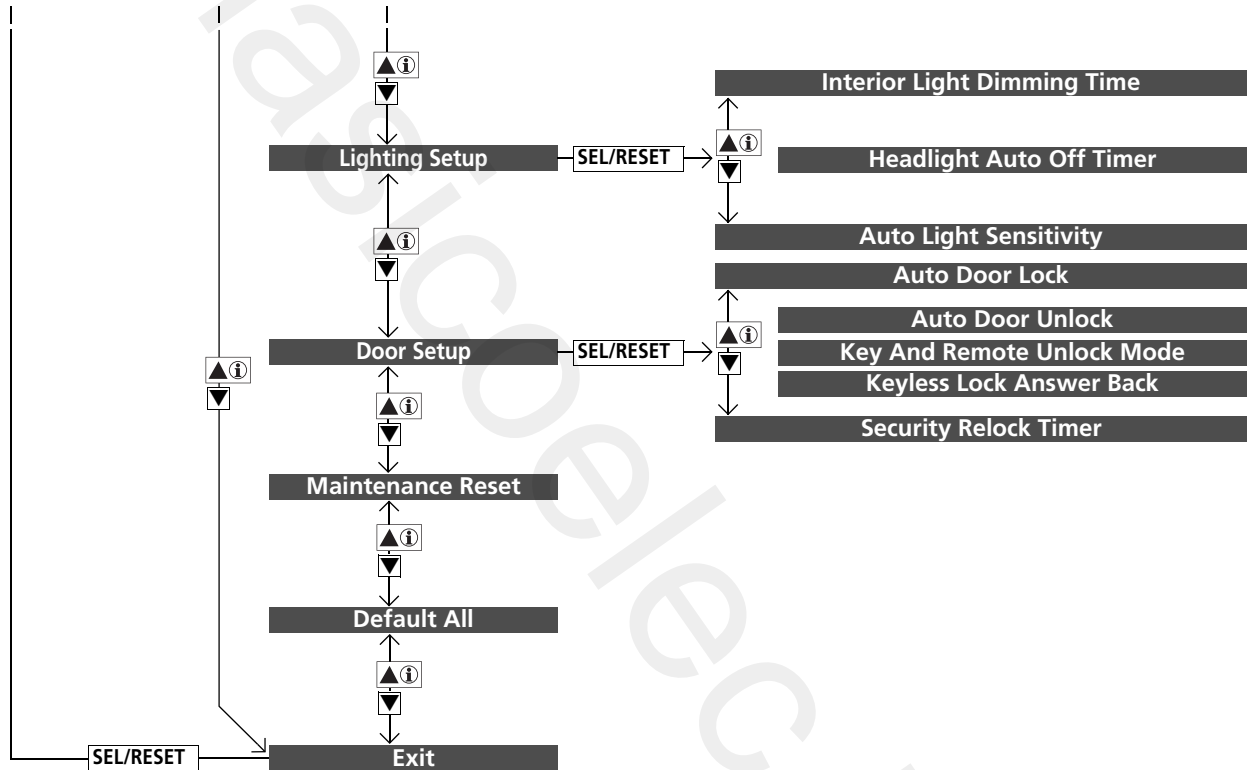 Interior Light Dimming Time
Lighting Setup
SEL/RESET
Headlight Auto Off Timer
Auto Light Sensitivity
Auto Door Lock
Auto Door Unlock
Door Setup
SEL/RESET
Key And Remote Unlock Mode
Keyless Lock Answer Back
Security Relock Timer
Maintenance Reset
Default All
SEL/RESET
Exit